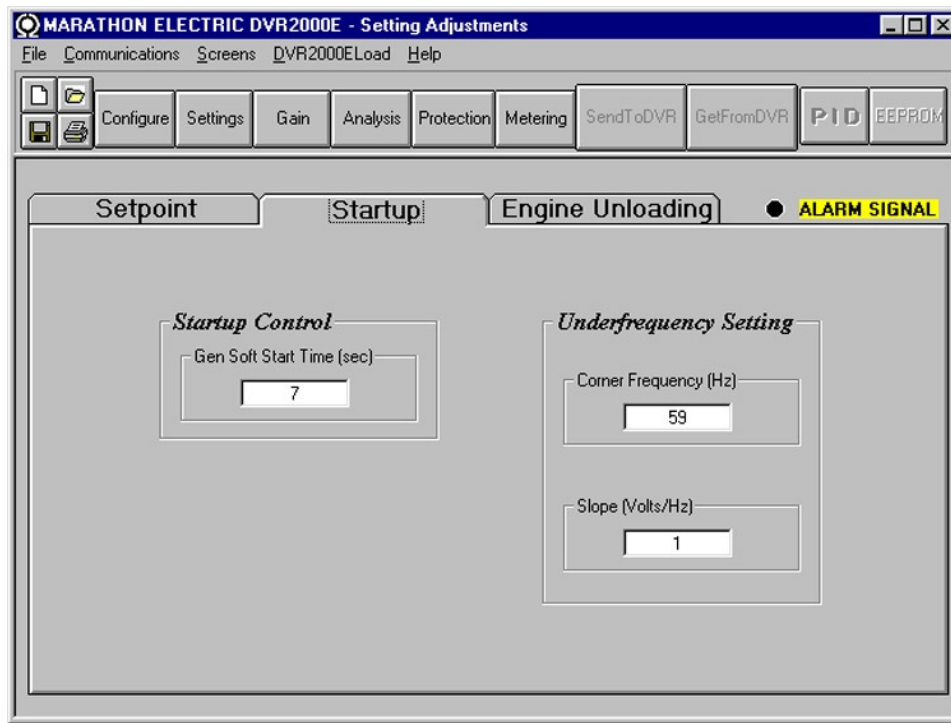 MARATHON ELECTRIC DVR2000E - Setting Adjustments
File Communications Screens DVR2000ELoad Help
Configure Settings Gain Analysis Protection Metering SendToDVR GetFromDVR PID EEPROM
Setpoint Startup Engine Unloading ALARM SIGNAL
Startup Control
Gen Soft Start Time (sec)
7
Underfrequency Setting
Corner Frequency (Hz)
59
Slope (Volts/Hz)
1